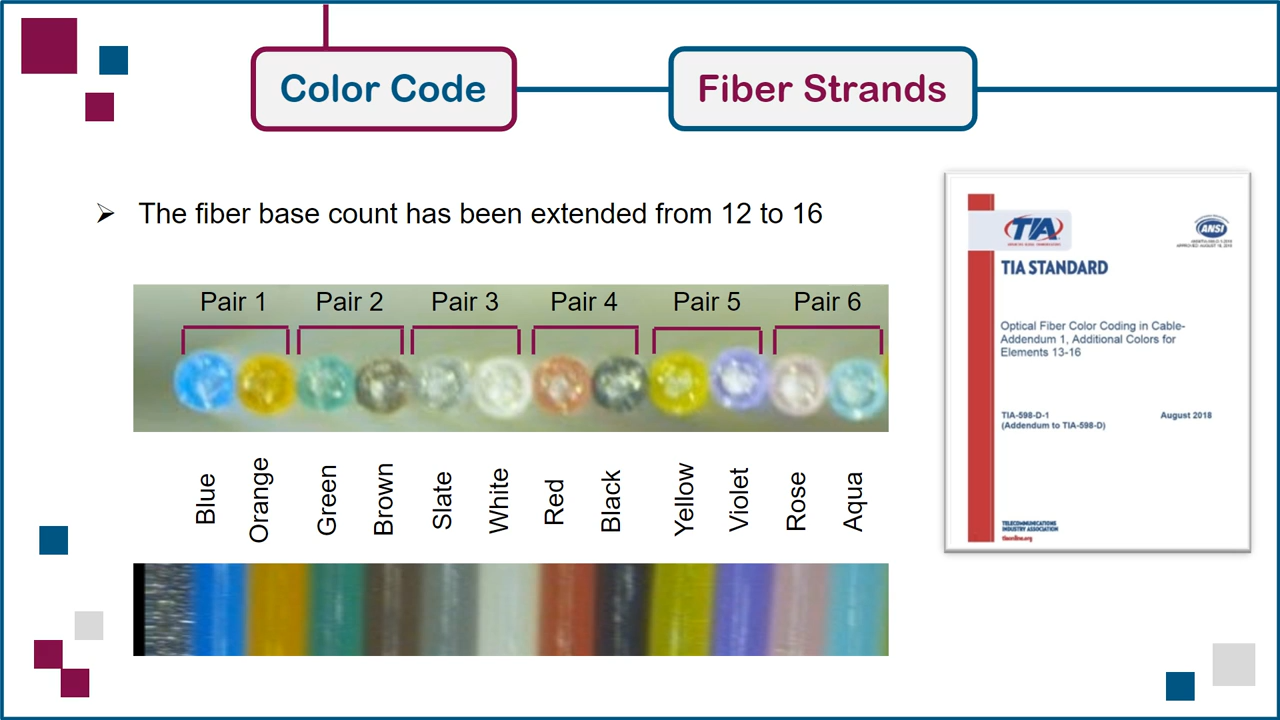 Color Code
Fiber Strands
➢ The fiber base count has been extended from 12 to 16
Pair 1 Pair 2 Pair 3 Pair 4 Pair 5 Pair 6
Blue
Orange
Green
Brown
Slate
White
Red
Black
Yellow
Violet
Rose
Aqua
TIA
ANSI
TIA STANDARD
Optical Fiber Color Coding in Cable-
Addendum 1, Additional Colors for
Elements 13-16
TIA-598-D-1 August 2018
(Addendum to TIA-598-D)
TELECOMMUNICATIONS
INDUSTRY ASSOCIATION
tiaonline.org